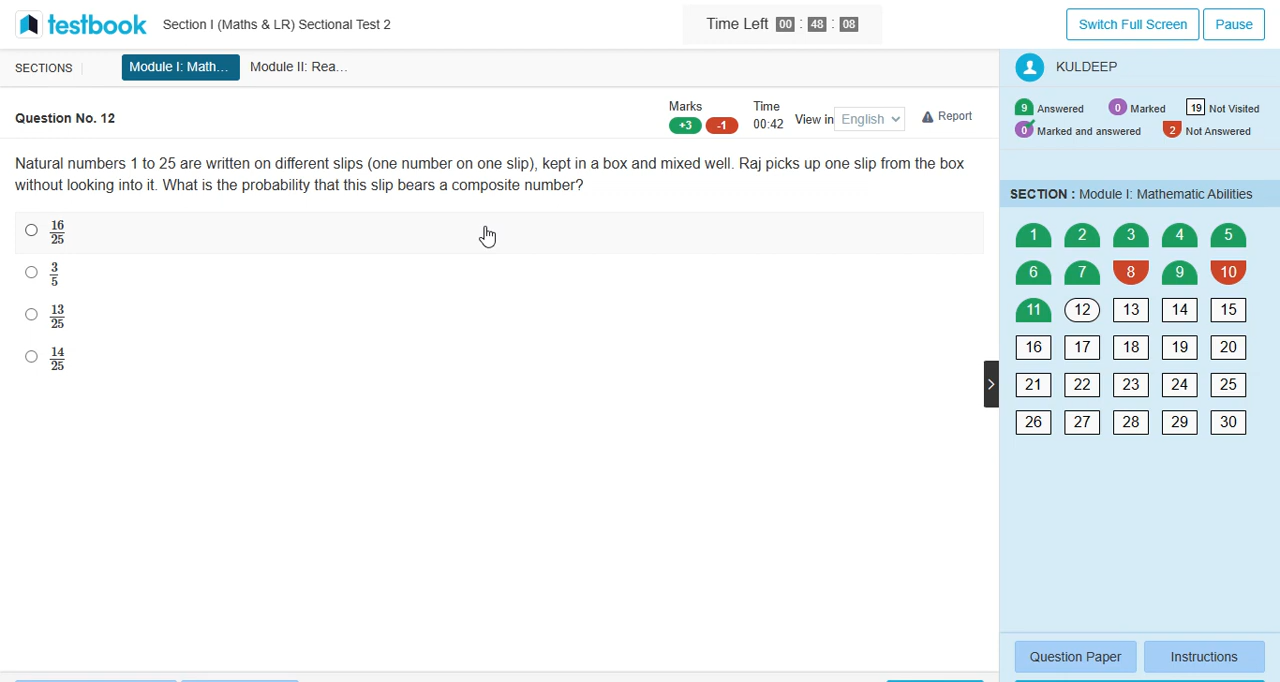 testbook Section I (Maths & LR) Sectional Test 2 Time Left 00 : 48 : 08 Switch Full Screen Pause
SECTIONS Module I: Math... Module II: Rea... KULDEEP
Question No. 12 Marks +3 -1 Time 00:42 View in English Report
9 Answered 0 Marked 19 Not Visited
0 Marked and answered 2 Not Answered
Natural numbers 1 to 25 are written on different slips (one number on one slip), kept in a box and mixed well. Raj picks up one slip from the box
without looking into it. What is the probability that this slip bears a composite number?
16/25
3/5
13/25
14/25
SECTION : Module I: Mathematic Abilities
1 2 3 4 5
6 7 8 9 10
11 12 13 14 15
16 17 18 19 20
21 22 23 24 25
26 27 28 29 30
Question Paper Instructions